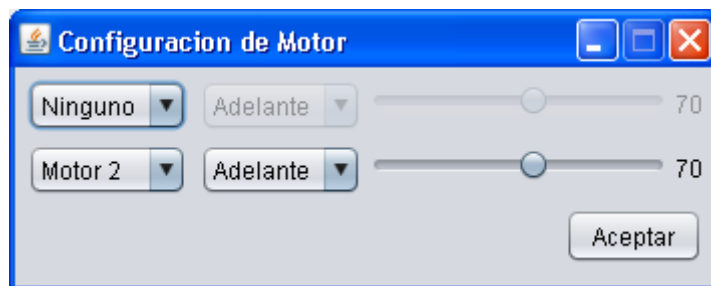 Configuracion de Motor
Ninguno Adelante 70
Motor 2 Adelante 70
Aceptar